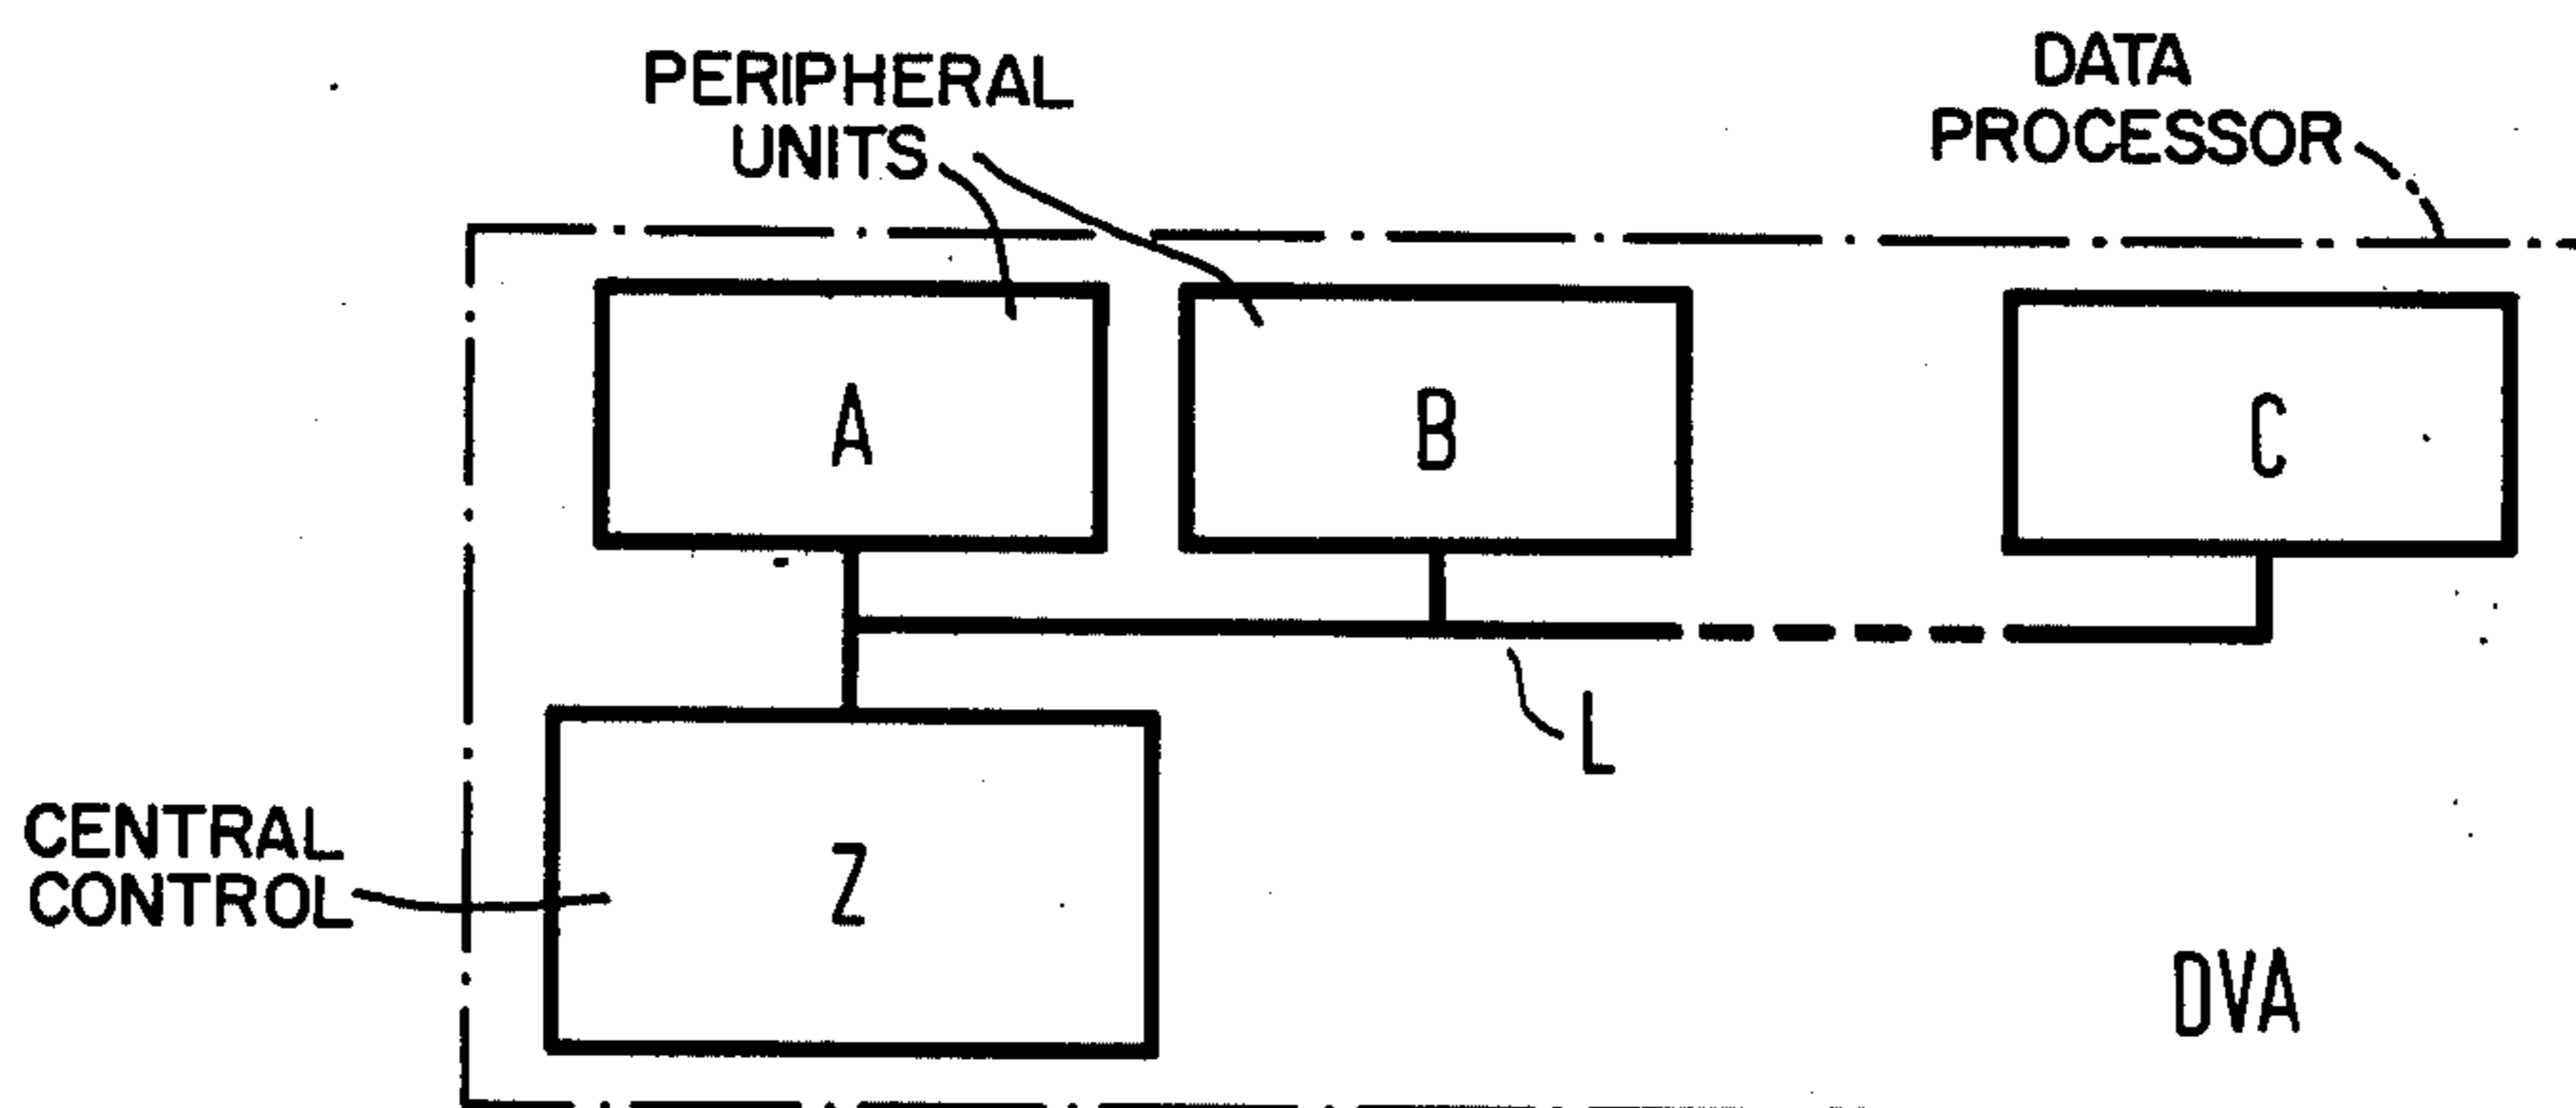 PERIPHERAL
UNITS
DATA
PROCESSOR
A
B
C
L
CENTRAL
CONTROL
Z
DVA